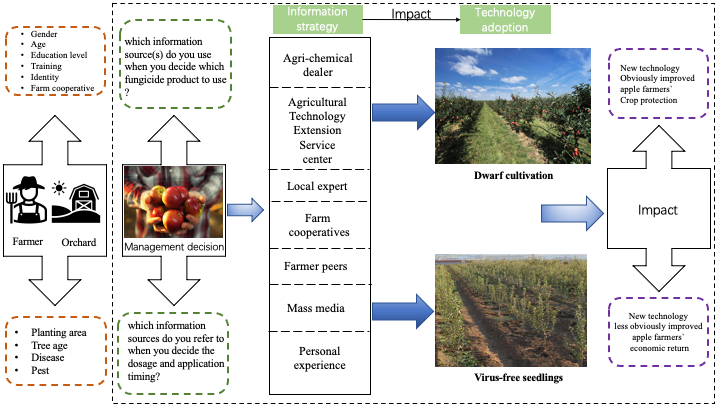 Gender
Age
Education level
Training
Identity
Farm cooperative
Farmer
Orchard
Planting area
Tree age
Disease
Pest
which information
source(s) do you use
when you decide which
fungicide product to use
?
Management decision
which information
sources do you refer to
when you decide the
dosage and application
timing?
Information
strategy
Impact
Technology
adoption
Agri-chemical
dealer
Agricultural
Technology
Extension
Service
center
Local expert
Farm
cooperatives
Farmer peers
Mass media
Personal
experience
Dwarf cultivation
Virus-free seedlings
New technology
Obviously improved
apple farmers`
Crop protection
Impact
New technology
less obviously improved
apple farmers`
economic return